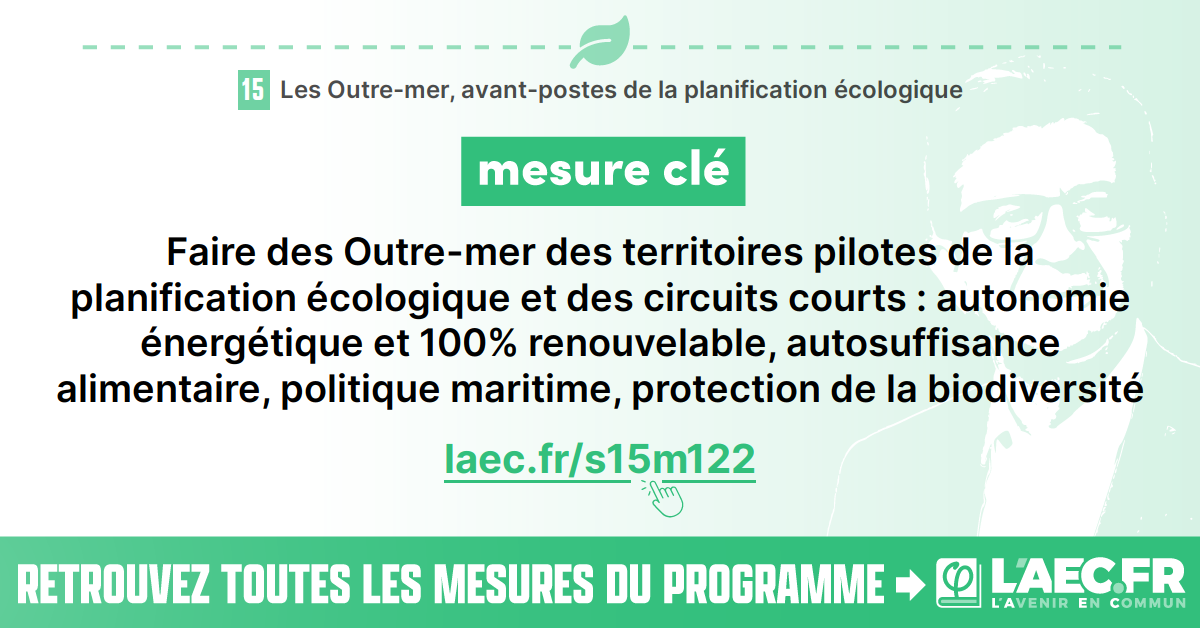 15 Les Outre-mer, avant-postes de la planification écologique
mesure clé
Faire des Outre-mer des territoires pilotes de la
planification écologique et des circuits courts : autonomie
énergétique et 100% renouvelable, autosuffisance
alimentaire, politique maritime, protection de la biodiversité
laec.fr/s15m122
RETROUVEZ TOUTES LES MESURES DU PROGRAMME
L'AEC.FR
L'AVENIR EN COMMUN